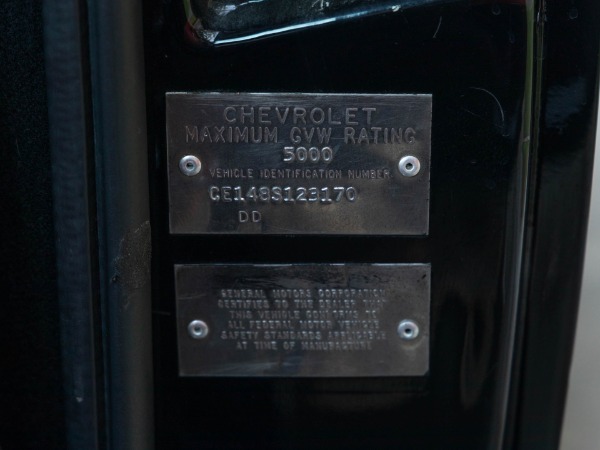 CHEVROLET
MAXIMUM GVW RATING
5000
VEHICLE IDENTIFICATION NUMBER
CE148S123170
DD
GENERAL MOTORS CORPORATION
CERTIFIES TO THE DEALER THAT
THIS VEHICLE CONFORMS TO
ALL FEDERAL MOTOR VEHICLE
SAFETY STANDARDS APPLICABLE
AT TIME OF MANUFACTURE